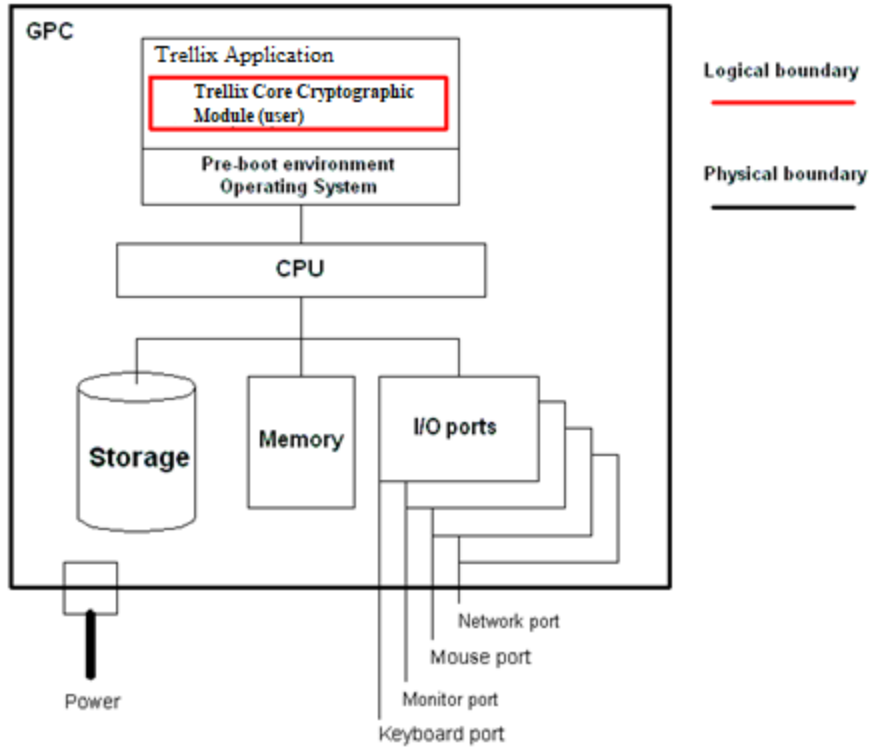 GPC
Trellix Application
Trellix Core Cryptographic
Module (user)
Pre-boot environment
Operating System
CPU
Storage
Memory
I/O ports
Power
Network port
Mouse port
Monitor port
Keyboard port
Logical boundary
Physical boundary